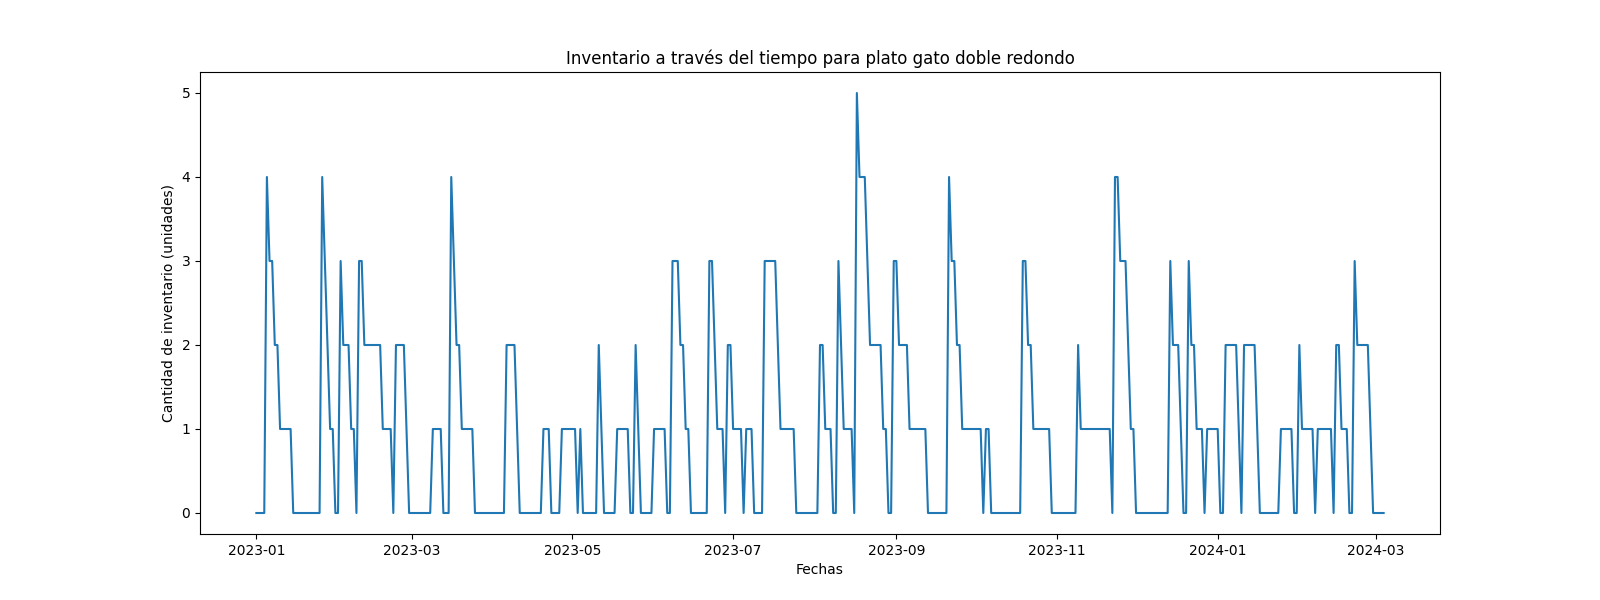 Inventario a través del tiempo para plato gato doble redondo
Cantidad de inventario (unidades)
5
4
3
2
1
0
2023-01 2023-03 2023-05 2023-07 2023-09 2023-11 2024-01 2024-03
Fechas